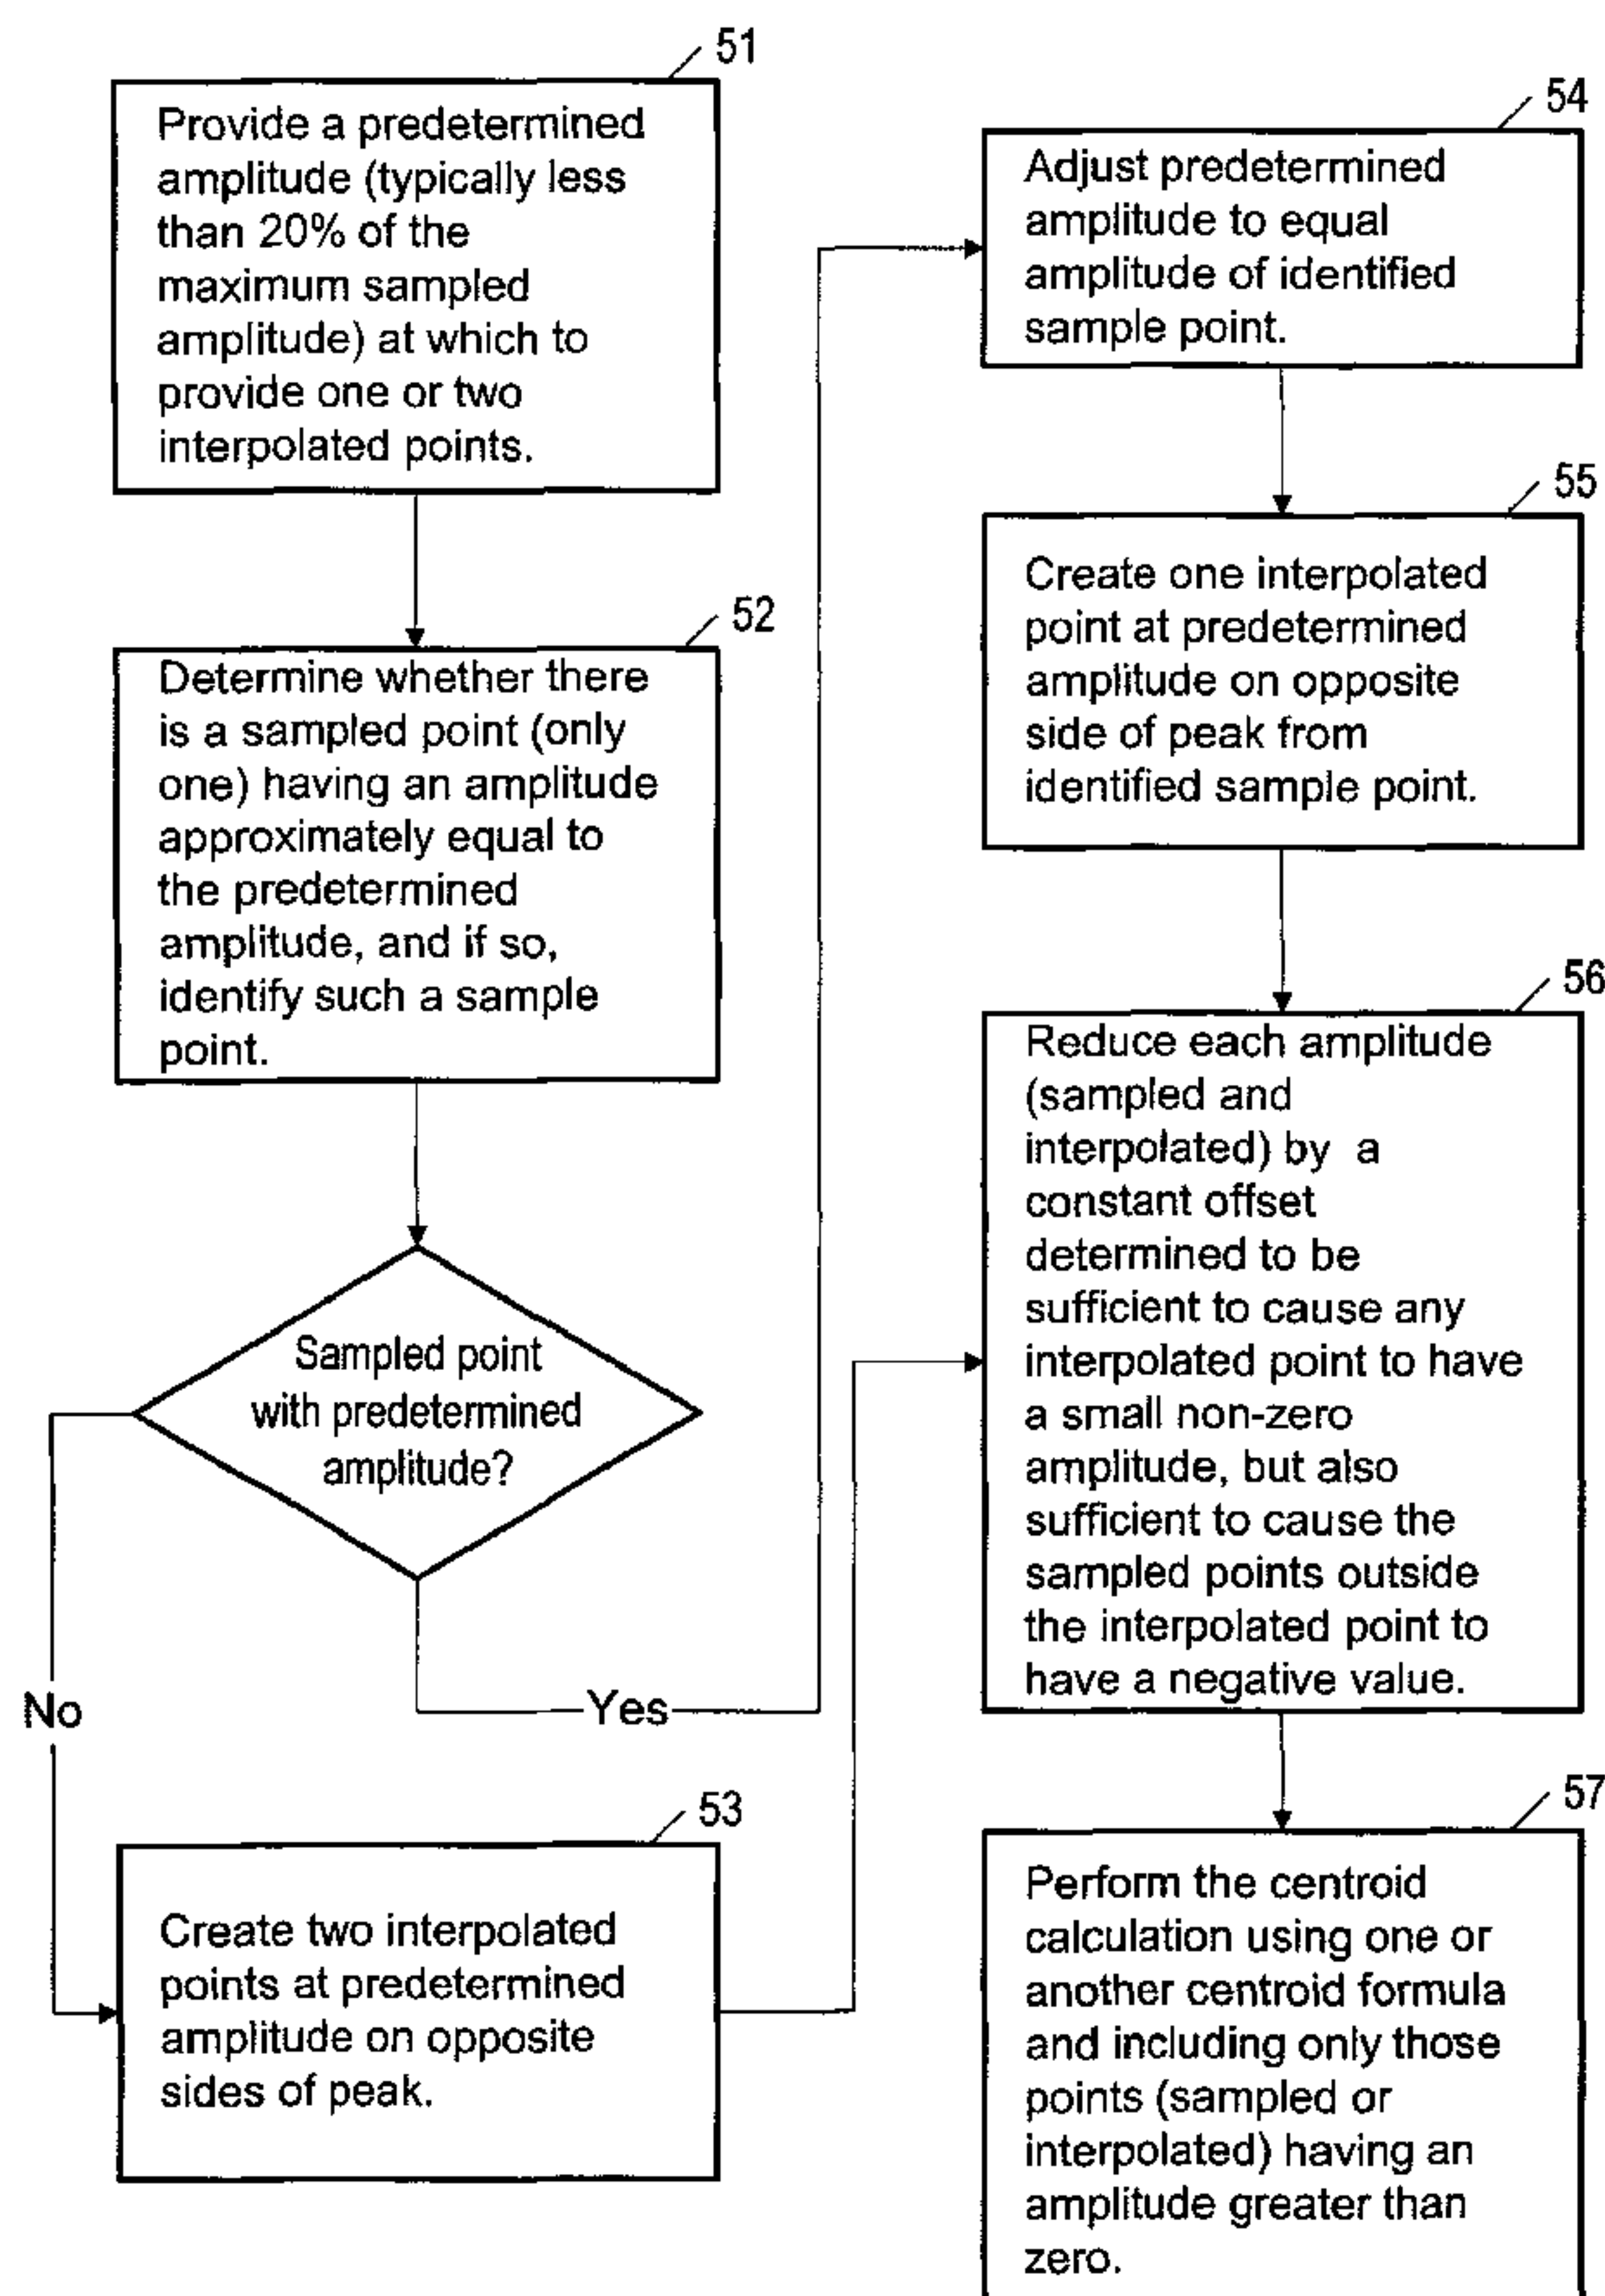 51
Provide a predetermined
amplitude (typically less
than 20% of the
maximum sampled
amplitude) at which to
provide one or two
interpolated points.
52
Determine whether there
is a sampled point (only
one) having an amplitude
approximately equal to
the predetermined
amplitude, and if so,
identify such a sample
point.
Sampled point
with predetermined
amplitude?
No
Yes
53
Create two interpolated
points at predetermined
amplitude on opposite
sides of peak.
54
Adjust predetermined
amplitude to equal
amplitude of identified
sample point.
55
Create one interpolated
point at predetermined
amplitude on opposite
side of peak from
identified sample point.
56
Reduce each amplitude
(sampled and
interpolated) by a
constant offset
determined to be
sufficient to cause any
interpolated point to have
a small non-zero
amplitude, but also
sufficient to cause the
sampled points outside
the interpolated point to
have a negative value.
57
Perform the centroid
calculation using one or
another centroid formula
and including only those
points (sampled or
interpolated) having an
amplitude greater than
zero.